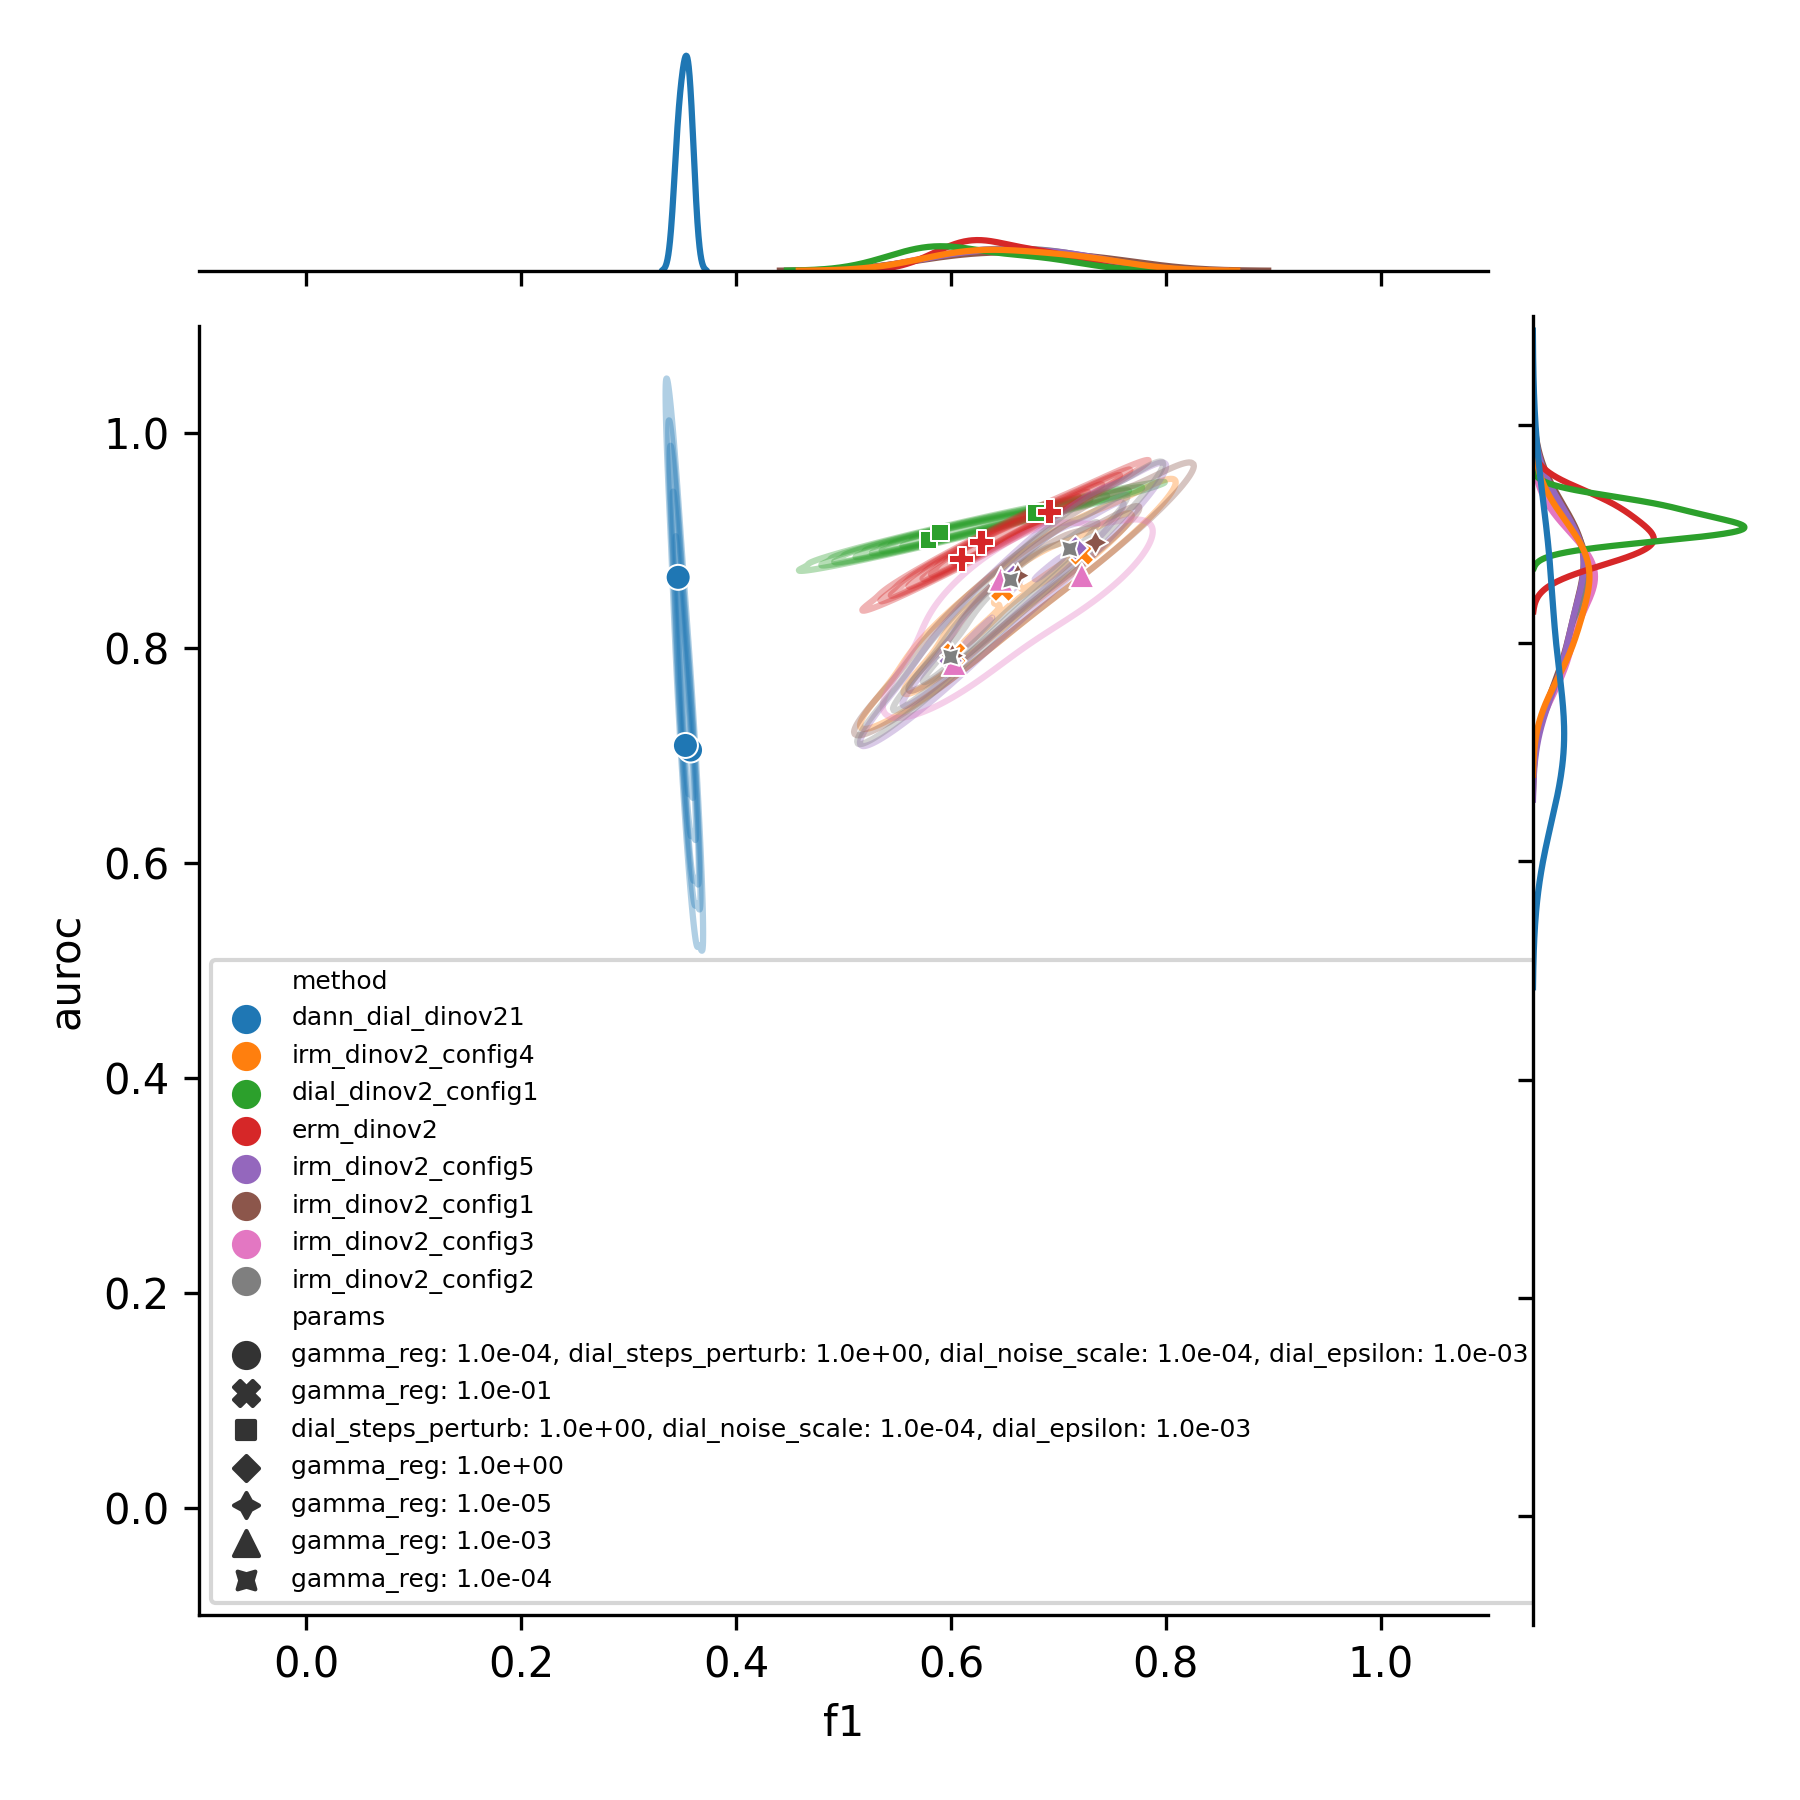 1.0
0.8
0.6
0.4
0.2
0.0
auroc
method
dann_dial_dinov21
irm_dinov2_config4
dial_dinov2_config1
erm_dinov2
irm_dinov2_config5
irm_dinov2_config1
irm_dinov2_config3
irm_dinov2_config2
params
gamma_reg: 1.0e-04, dial_steps_perturb: 1.0e+00, dial_noise_scale: 1.0e-04, dial_epsilon: 1.0e-03
gamma_reg: 1.0e-01
dial_steps_perturb: 1.0e+00, dial_noise_scale: 1.0e-04, dial_epsilon: 1.0e-03
gamma_reg: 1.0e+00
gamma_reg: 1.0e-05
gamma_reg: 1.0e-03
gamma_reg: 1.0e-04
0.0 0.2 0.4 0.6 0.8 1.0
f1